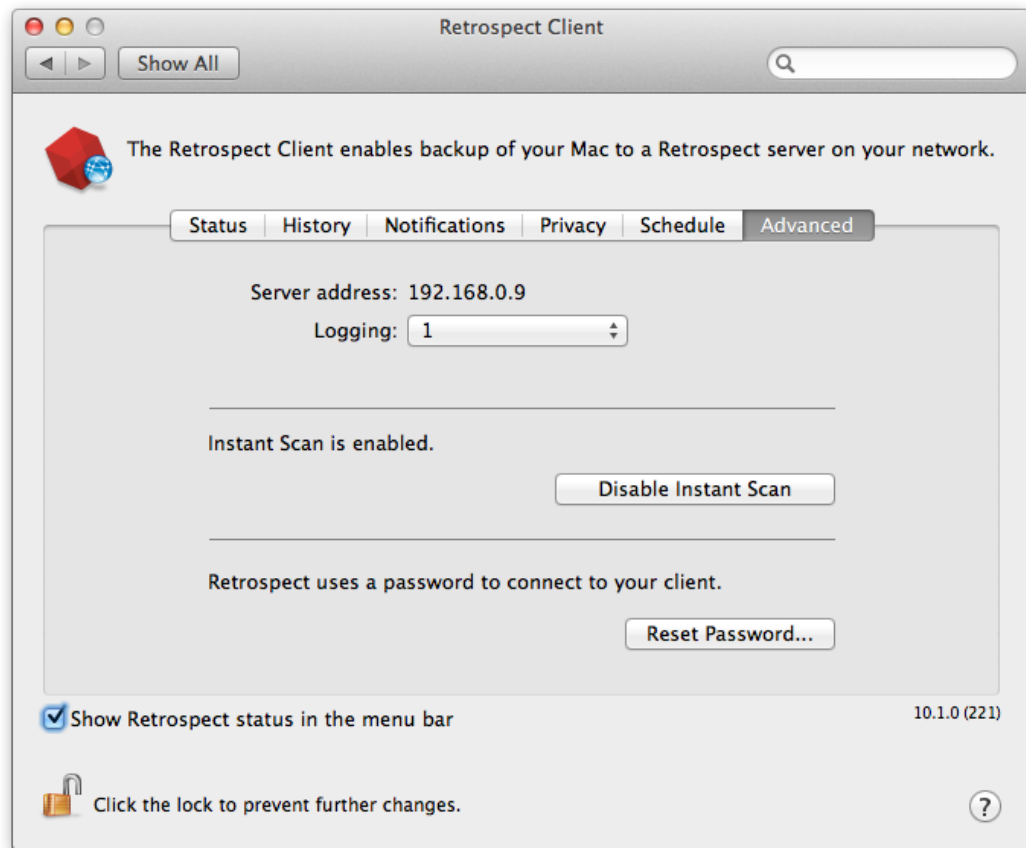 Retrospect Client
Show All
The Retrospect Client enables backup of your Mac to a Retrospect server on your network.
Status History Notifications Privacy Schedule Advanced
Server address: 192.168.0.9
Logging: 1
Instant Scan is enabled.
Disable Instant Scan
Retrospect uses a password to connect to your client.
Reset Password...
Show Retrospect status in the menu bar 10.1.0 (221)
Click the lock to prevent further changes. ?